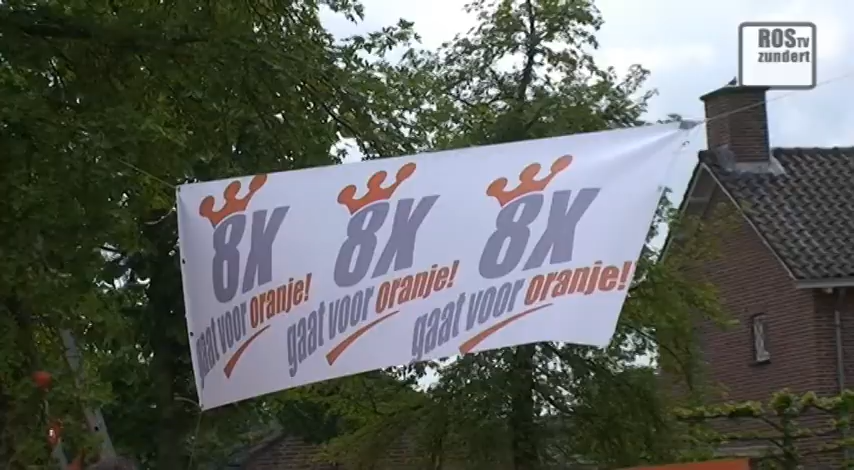 ROSTV
zundert
8X
gaat voor oranje!
8X
gaat voor oranje!
8X
gaat voor oranje!